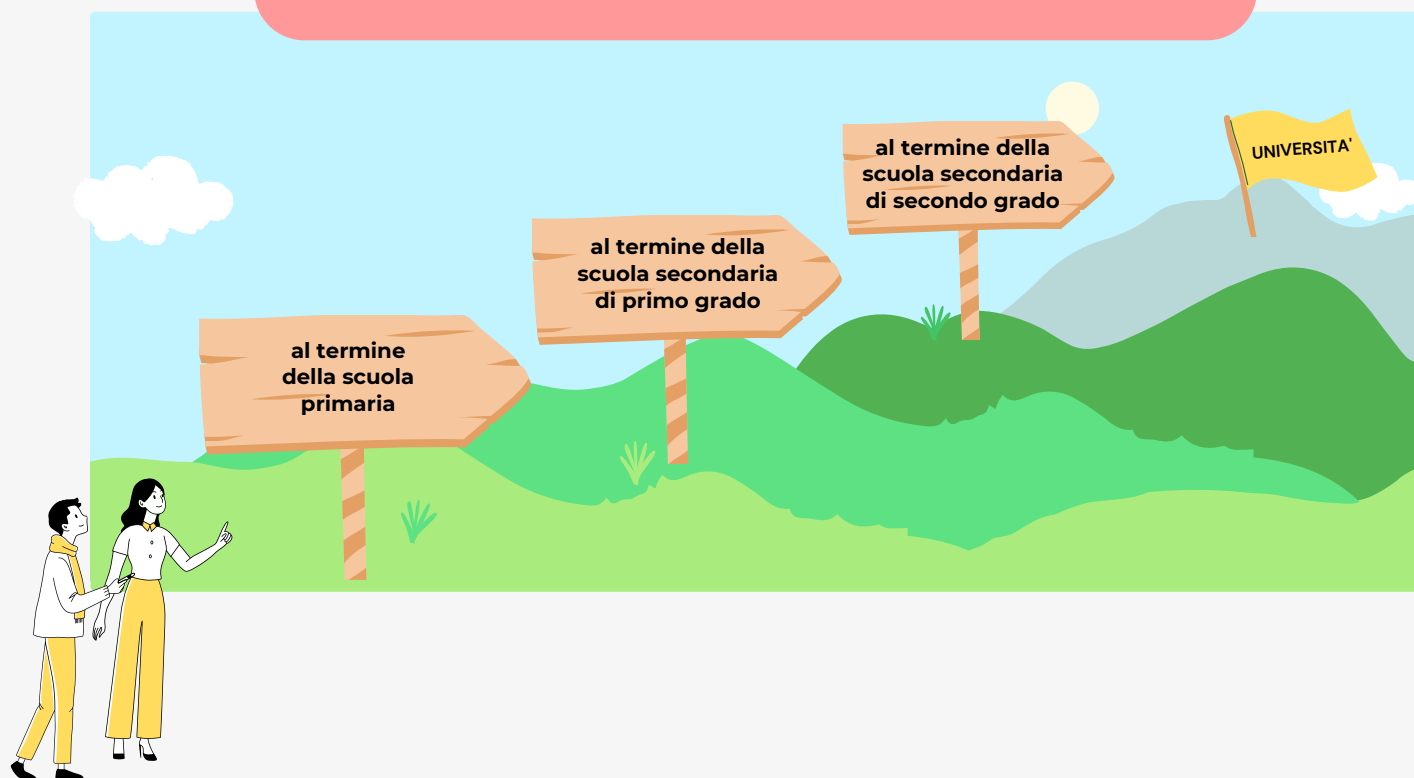 al termine
della scuola
primaria
al termine della
scuola secondaria
di primo grado
al termine della
scuola secondaria
di secondo grado
UNIVERSITA'